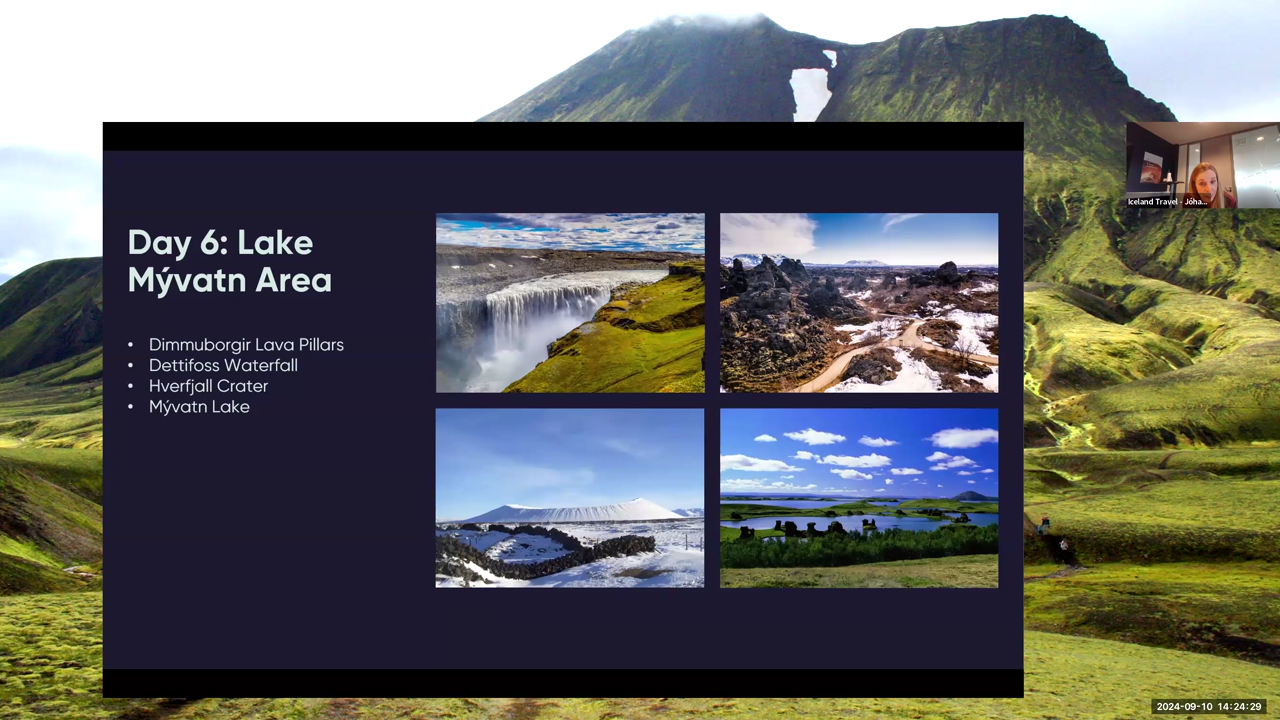 Day 6: Lake
Mývatn Area
• Dimmuborgir Lava Pillars
• Dettifoss Waterfall
• Hverfjall Crater
• Mývatn Lake
Iceland Travel - Jóha...
2024-09-10 14:24:29